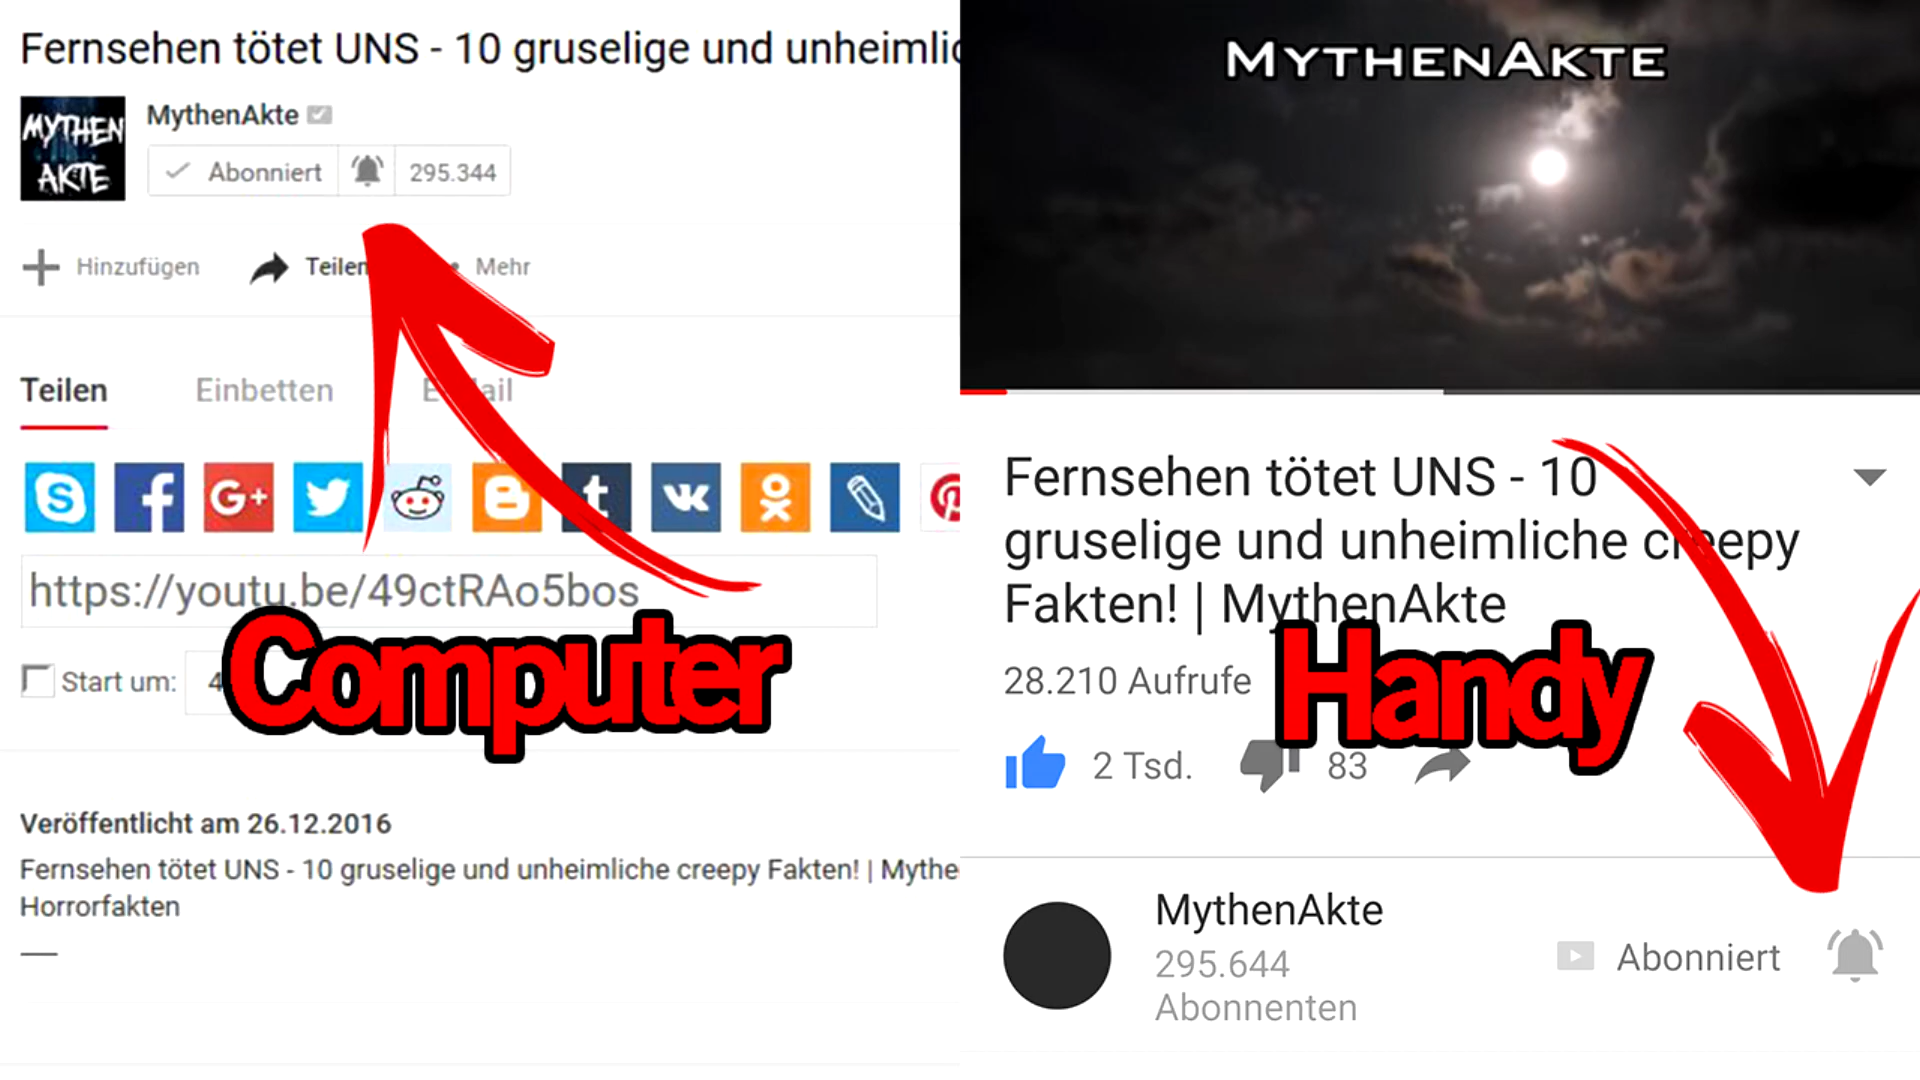 Fernsehen tötet UNS - 10 gruselige und unheimlic
MYTHEN
AKTE
MythenAkte
Abonniert
295.344
Hinzufügen
Teilen
Mehr
Teilen
Einbetten
G+
t
https://youtu.be/49ctRAo5bos
Computer
Start um:
4
Veröffentlicht am 26.12.2016
Fernsehen tötet UNS - 10 gruselige und unheimliche creepy Fakten! | Mythe
Horrorfakten
MYTHENAKTE
Fernsehen tötet UNS - 10
gruselige und unheimliche creepy
Fakten! | MythenAkte
28.210 Aufrufe
Handy
2 Tsd.
83
MythenAkte
295.644
Abonnenten
Abonniert